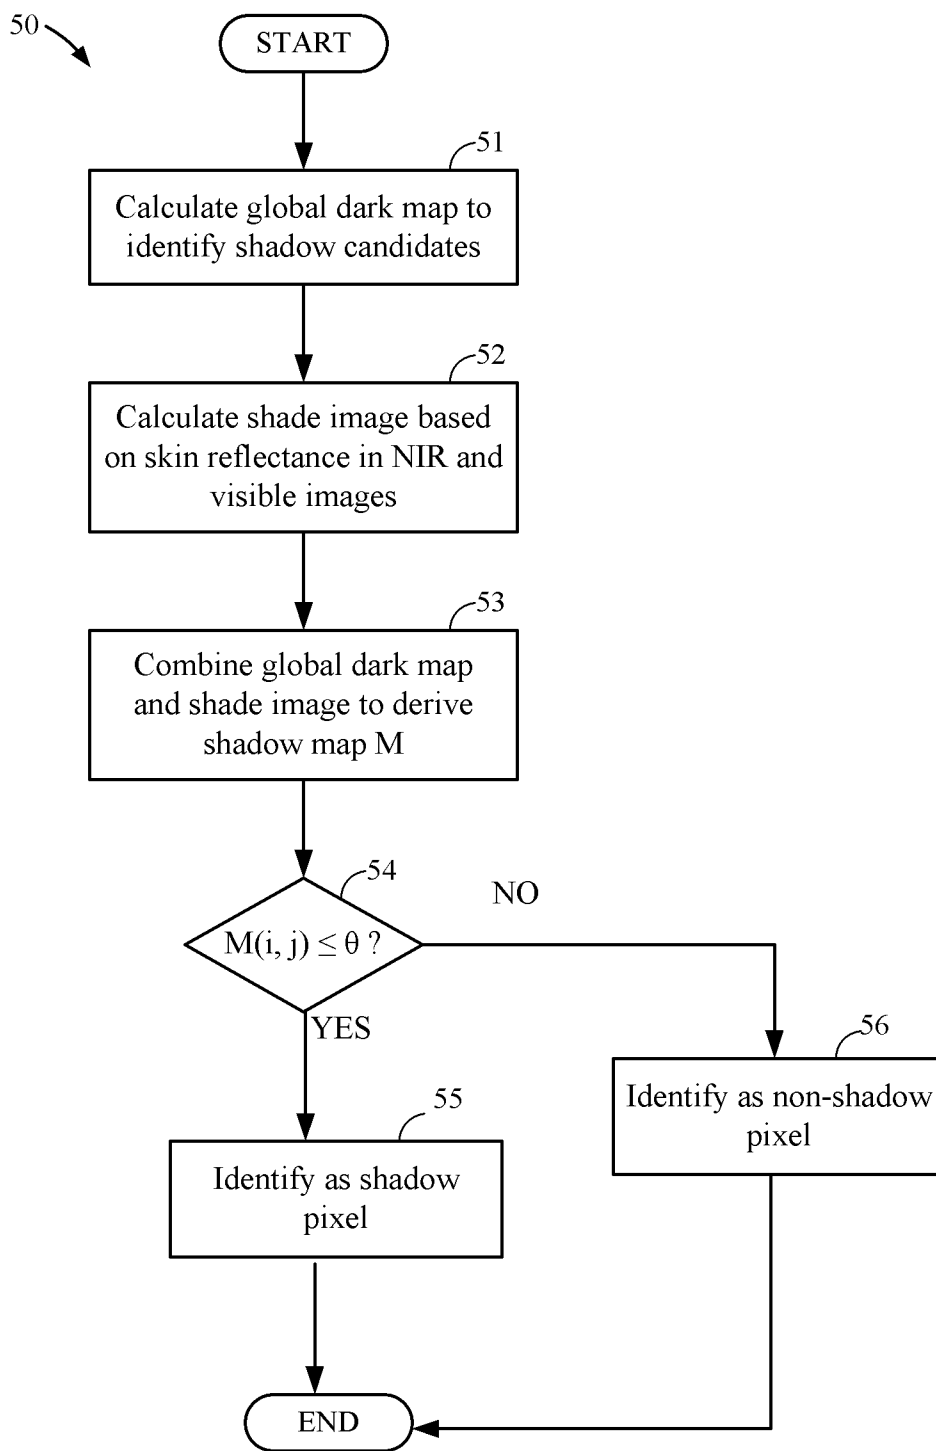 50
START
51
Calculate global dark map to
identify shadow candidates
52
Calculate shade image based
on skin reflectance in NIR and
visible images
53
Combine global dark map
and shade image to derive
shadow map M
54
NO
M(i, j) ≤ θ ?
YES
56
Identify as non-shadow
pixel
55
Identify as shadow
pixel
END